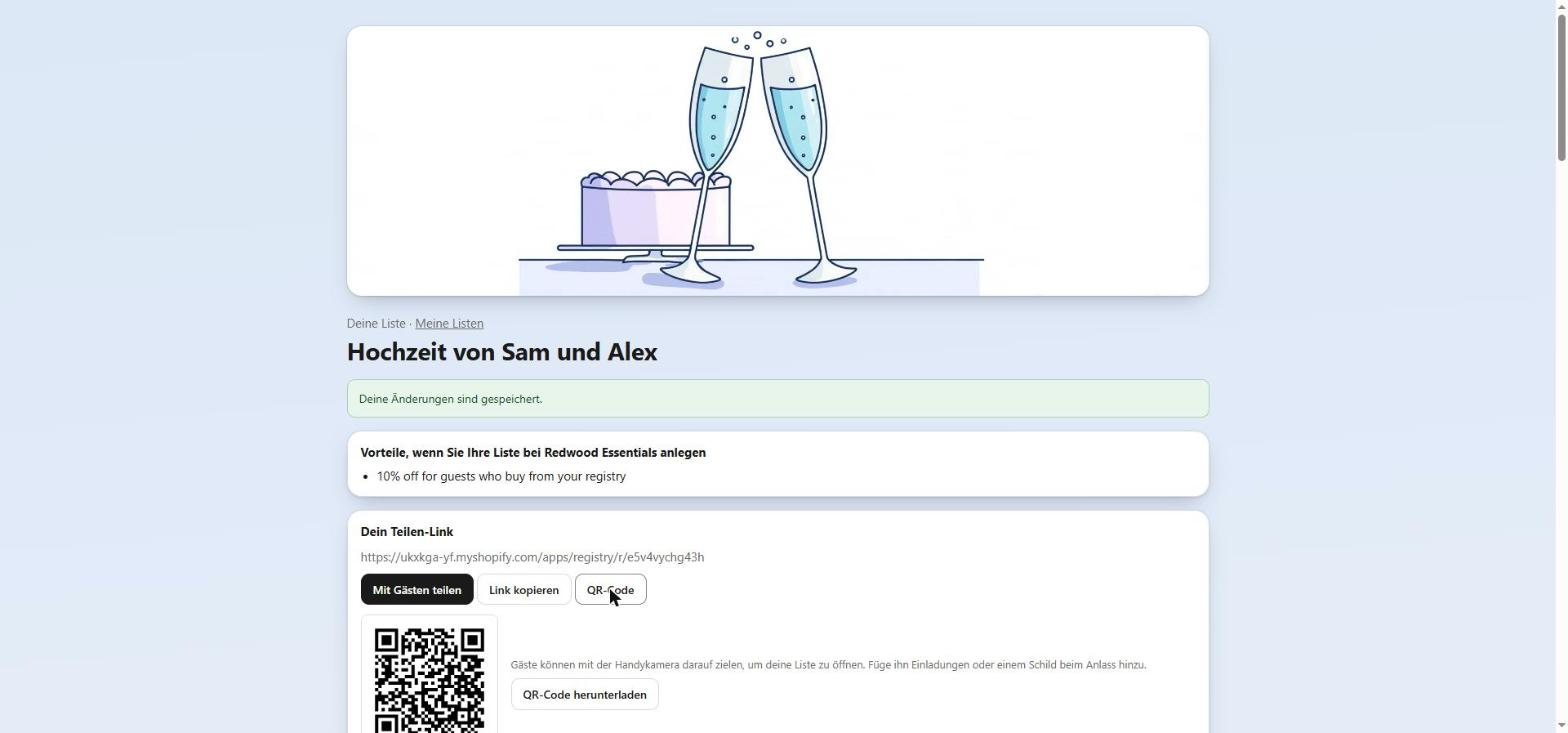 Deine Liste · Meine Listen
Hochzeit von Sam und Alex
Deine Änderungen sind gespeichert.
Vorteile, wenn Sie Ihre Liste bei Redwood Essentials anlegen
• 10% off for guests who buy from your registry
Dein Teilen-Link
https://ukxkga-yf.myshopify.com/apps/registry/r/e5v4vychg43h
Mit Gästen teilen Link kopieren QR-Code
Gäste können mit der Handykamera darauf zielen, um deine Liste zu öffnen. Füge ihn Einladungen oder einem Schild beim Anlass hinzu.
QR-Code herunterladen